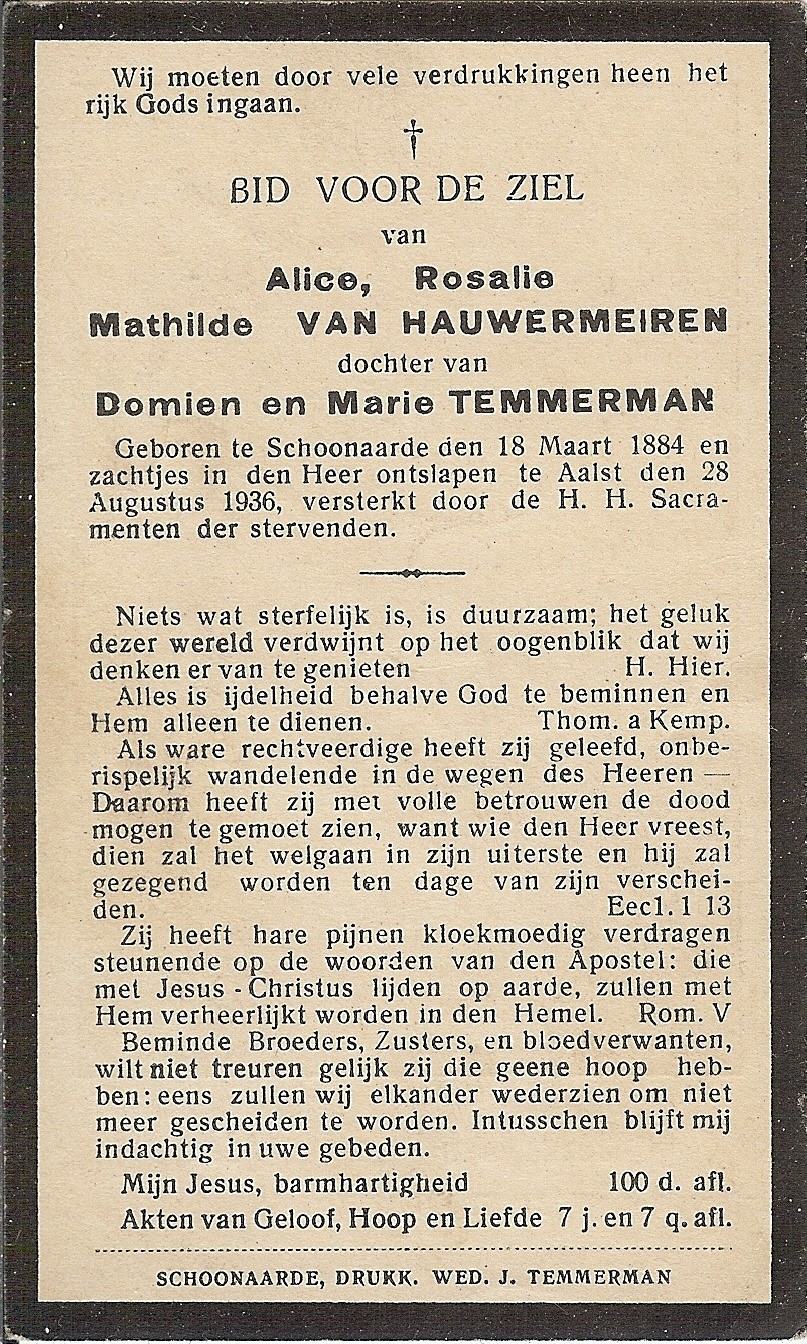 Wij moeten door vele verdrukkingen heen het
rijk Gods ingaan.
†
BID VOOR DE ZIEL
van
Alice, Rosalie
Mathilde VAN HAUWERMEIREN
dochter van
Domien en Marie TEMMERMAN
Geboren te Schoonaarde den 18 Maart 1884 en
zachtjes in den Heer ontslapen te Aalst den 28
Augustus 1936, versterkt door de H. H. Sacra-
menten der stervenden.
Niets wat sterfelijk is, is duurzaam; het geluk
dezer wereld verdwijnt op het oogenblik dat wij
denken er van te genieten H. Hier.
Alles is ijdelheid behalve God te beminnen en
Hem alleen te dienen. Thom. a Kemp.
Als ware rechtveerdige heeft zij geleefd, onbe-
rispelijk wandelende in de wegen des Heeren —
Daarom heeft zij met volle betrouwen de dood
mogen te gemoet zien, want wie den Heer vreest,
dien zal het welgaan in zijn uiterste en hij zal
gezegend worden ten dage van zijn verschei-
den. Eecl. 1 13
Zij heeft hare pijnen kloekmoedig verdragen
steunende op de woorden van den Apostel: die
met Jesus - Christus lijden op aarde, zullen met
Hem verheerlijkt worden in den Hemel. Rom. V
Beminde Broeders, Zusters, en bloedverwanten,
wilt niet treuren gelijk zij die geene hoop heb-
ben: eens zullen wij elkander wederzien om niet
meer gescheiden te worden. Intusschen blijft mij
indachtig in uwe gebeden.
Mijn Jesus, barmhartigheid 100 d. afl.
Akten van Geloof, Hoop en Liefde 7 j. en 7 q. afl.
SCHOONAARDE, DRUKK. WED. J. TEMMERMAN